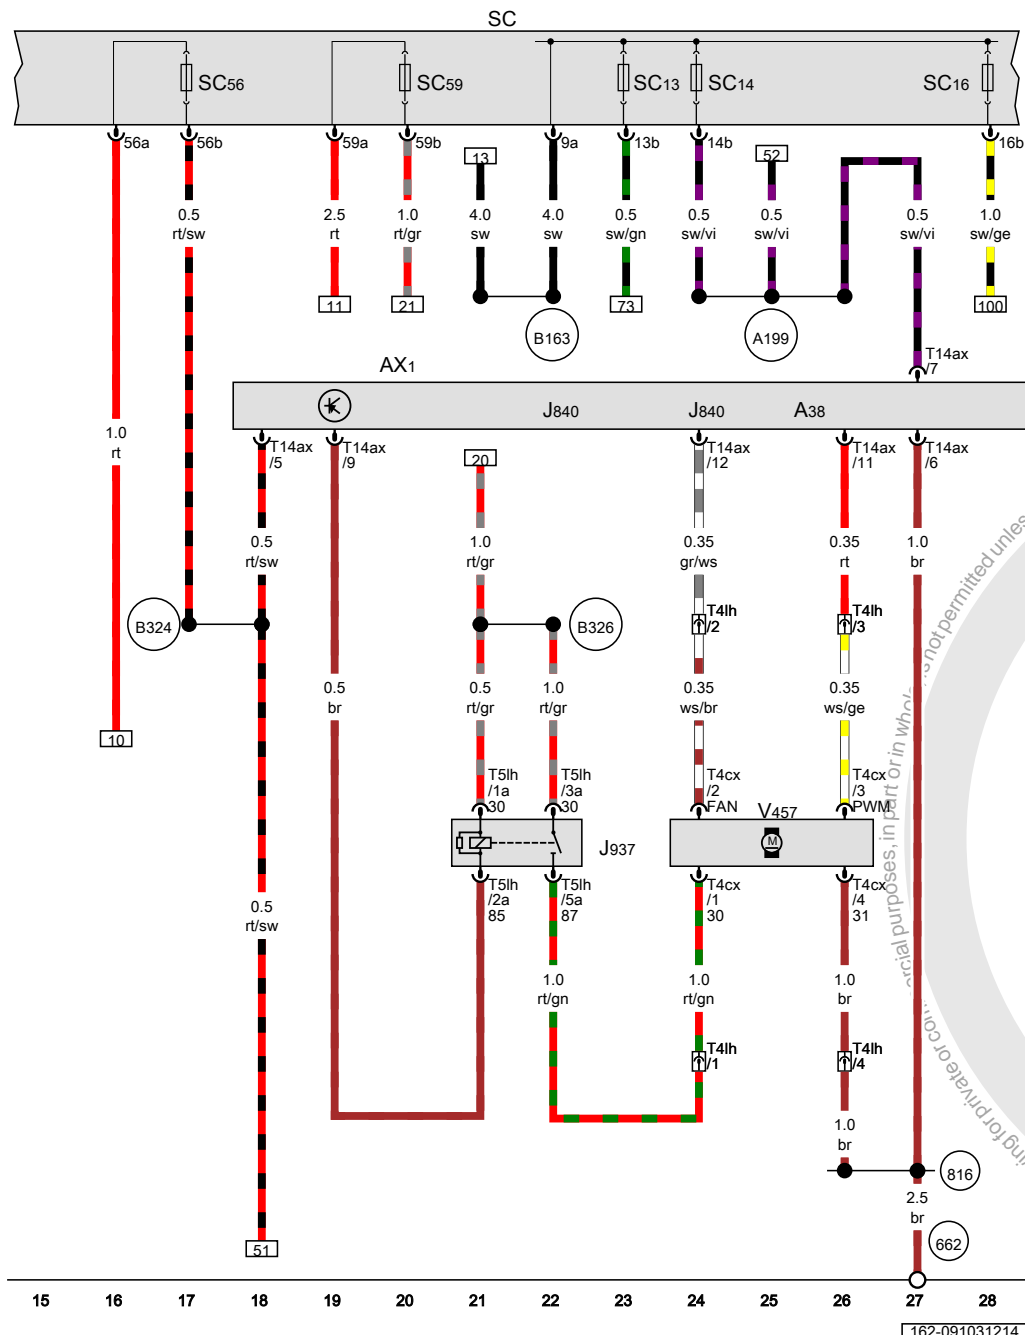 SC
SC56
SC59
SC13
SC14
SC16
56a
56b
59a
59b
13
9a
13b
14b
52
16b
0.5
rt/sw
2.5
rt
1.0
rt/gr
4.0
sw
4.0
sw
0.5
sw/gn
0.5
sw/vi
0.5
sw/vi
0.5
sw/vi
1.0
sw/ge
11
21
73
100
B163
A199
AX1
T14ax
/7
J840
J840
A38
1.0
rt
T14ax
/5
T14ax
/9
20
T14ax
/12
T14ax
/11
T14ax
/6
0.5
rt/sw
1.0
rt/gr
0.35
gr/ws
0.35
rt
1.0
br
B324
B326
T4lh
/2
T4lh
/3
0.5
br
0.5
rt/gr
1.0
rt/gr
0.35
ws/br
0.35
ws/ge
10
T5lh
/1a
30
T5lh
/3a
30
T4cx
/2
FAN
T4cx
/3
PWM
V457
M
J937
T5lh
/2a
85
T5lh
/5a
87
T4cx
/1
30
T4cx
/4
31
0.5
rt/sw
1.0
rt/gn
1.0
rt/gn
1.0
br
T4lh
/1
T4lh
/4
1.0
br
816
2.5
br
662
51
15 16 17 18 19 20 21 22 23 24 25 26 27 28
162-091031214
for private or
purposes, in part or in
not permitted